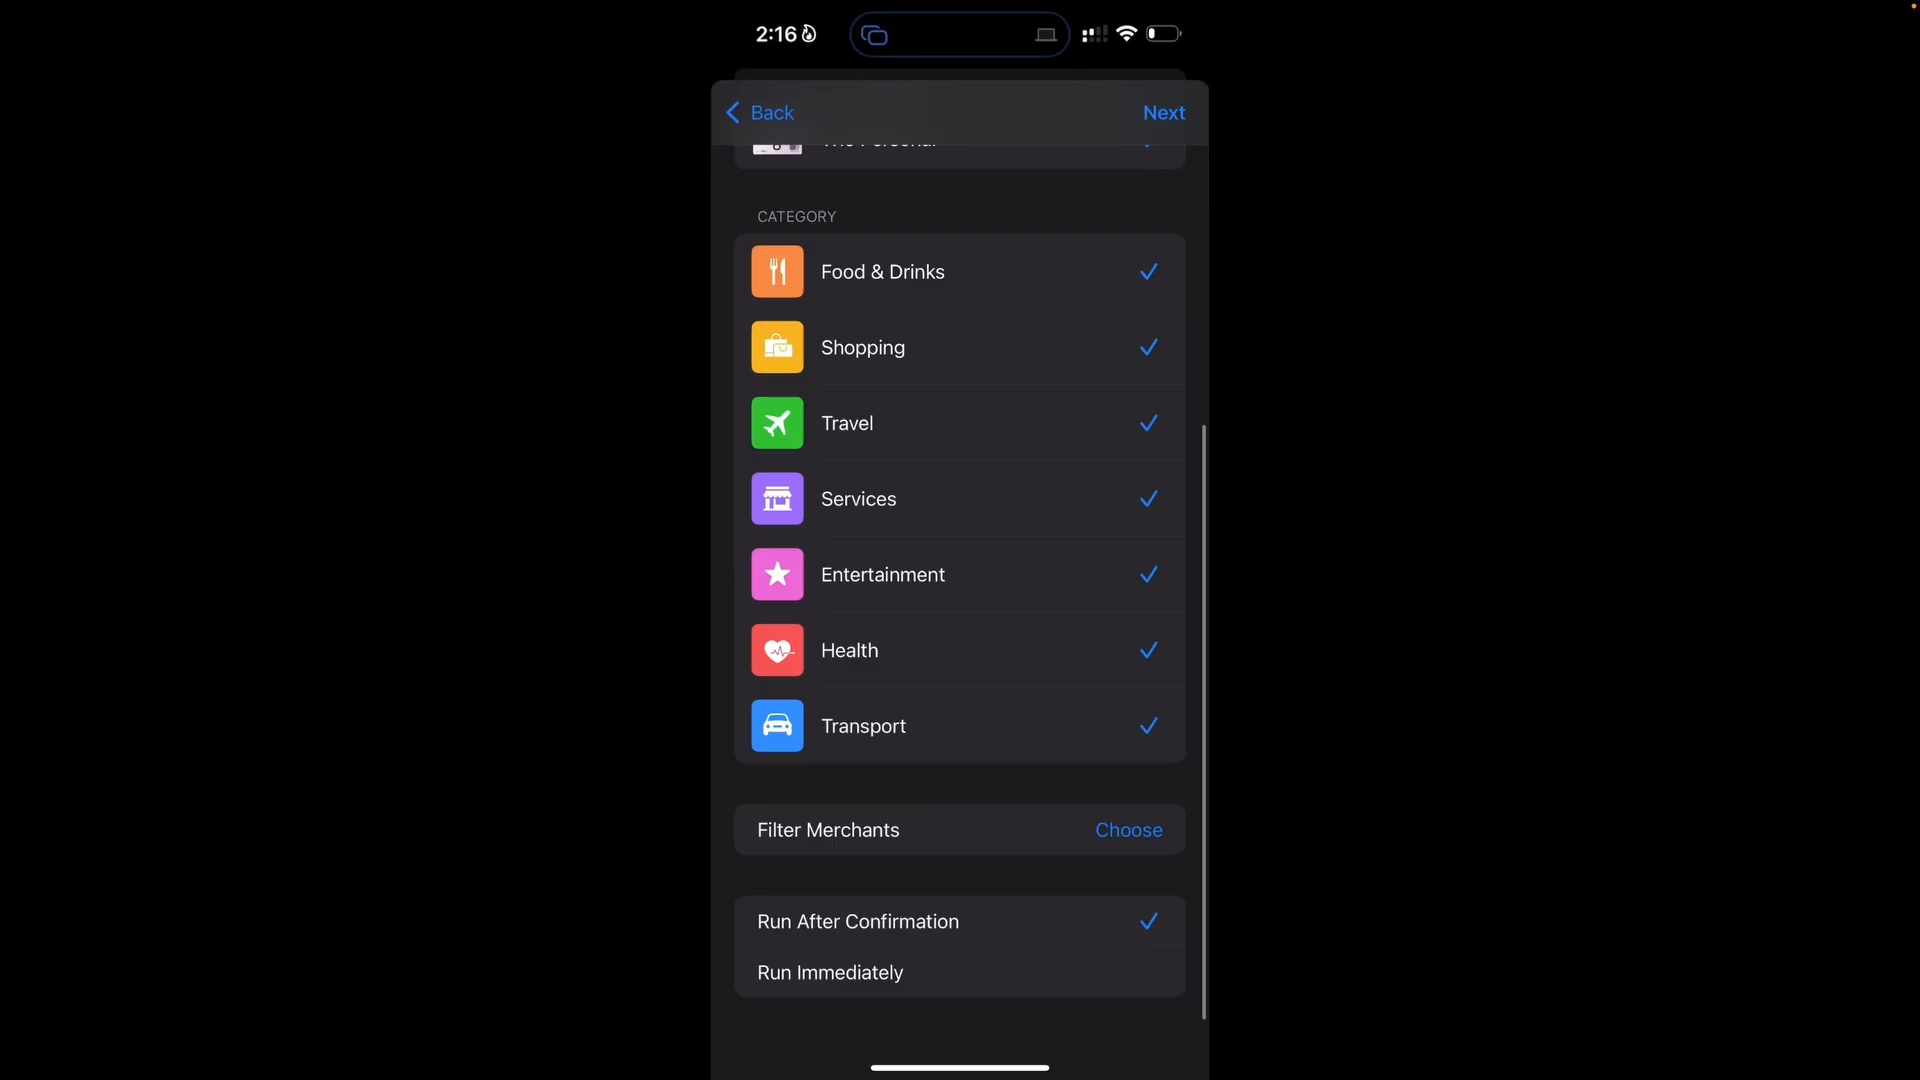 2:16
Back
Next
CATEGORY
Food & Drinks
Shopping
Travel
Services
Entertainment
Health
Transport
Filter Merchants
Choose
Run After Confirmation
Run Immediately